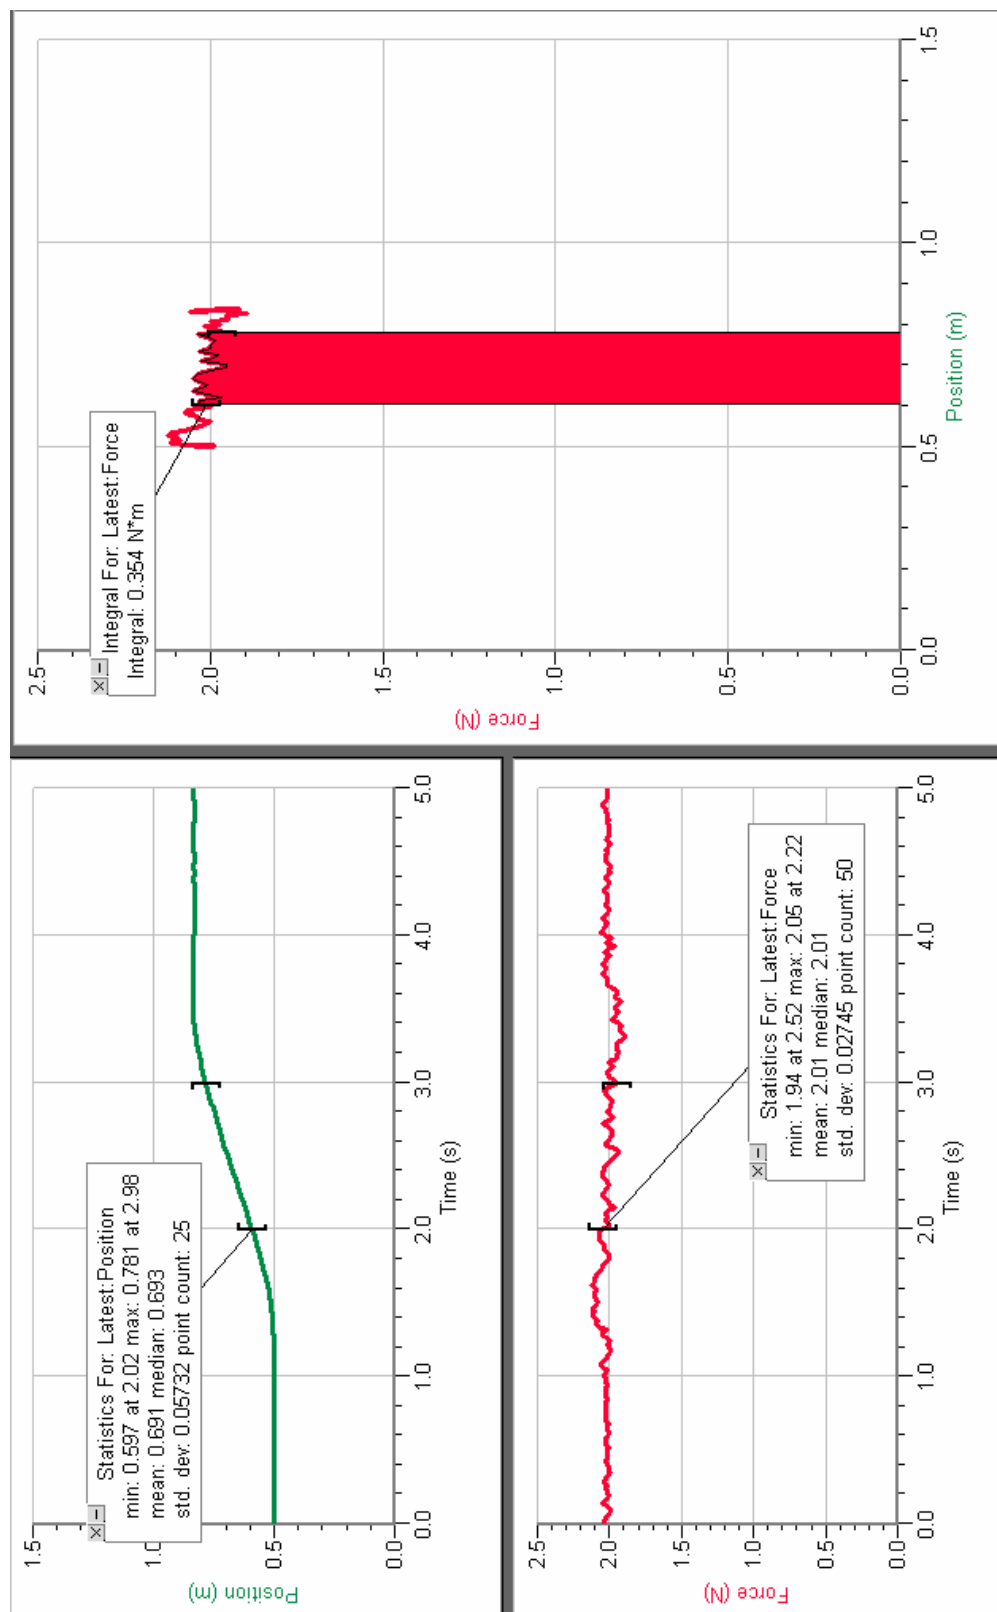 1.5
1.0
0.5
0.0
Position (m)
0.0
1.0
2.0
3.0
4.0
5.0
Time (s)
× –
Statistics For: Latest:Position
min: 0.597 at 2.02 max: 0.781 at 2.98
mean: 0.691 median: 0.693
std. dev: 0.05732 point count: 25
2.5
2.0
1.5
1.0
0.5
0.0
Force (N)
0.0
1.0
2.0
3.0
4.0
5.0
Time (s)
× –
Statistics For: Latest:Force
min: 1.94 at 2.52 max: 2.05 at 2.22
mean: 2.01 median: 2.01
std. dev: 0.02745 point count: 50
2.5
2.0
1.5
1.0
0.5
0.0
Force (N)
0.0
0.5
1.0
1.5
Position (m)
× –
Integral For: Latest:Force
Integral: 0.354 N*m